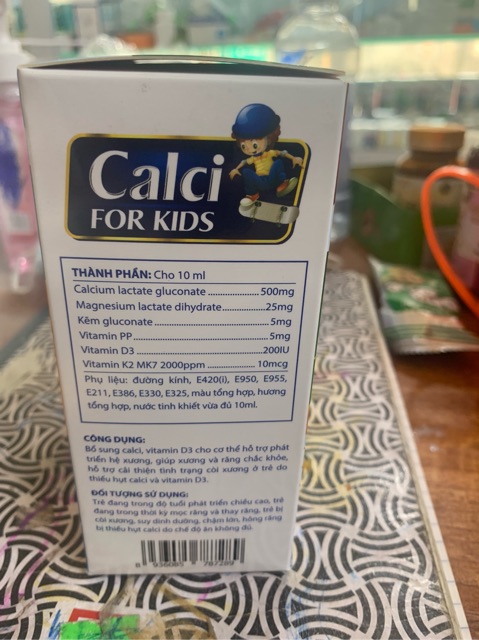 Calci
FOR KIDS
THÀNH PHẦN: Cho 10 ml
Calcium lactate gluconate ........................ 500mg
Magnesium lactate dihydrate ............. 25mg
Kẽm gluconate ....................................... 5mg
Vitamin PP .............................................. 5mg
Vitamin D3 ........................................... 200IU
Vitamin K2 MK7 2000ppm ................. 10mcg
Phụ liệu: đường kính, E420(i), E950, E955,
E211, E386, E330, E325, màu tổng hợp, hương
tổng hợp, nước tinh khiết vừa đủ 10ml.
CÔNG DỤNG:
Bổ sung calci, vitamin D3 cho cơ thể hỗ trợ phát
triển hệ xương, giúp xương và răng chắc khỏe,
hỗ trợ cải thiện tình trạng còi xương ở trẻ do
thiếu hụt calci và vitamin D3.
ĐỐI TƯỢNG SỬ DỤNG:
Trẻ đang trong độ tuổi phát triển chiều cao, trẻ
đang trong thời kỳ mọc răng và thay răng, trẻ bị
còi xương, suy dinh dưỡng, chậm lớn, hỏng răng
bị thiếu hụt calci do chế độ ăn không đủ.
8 936085 787289